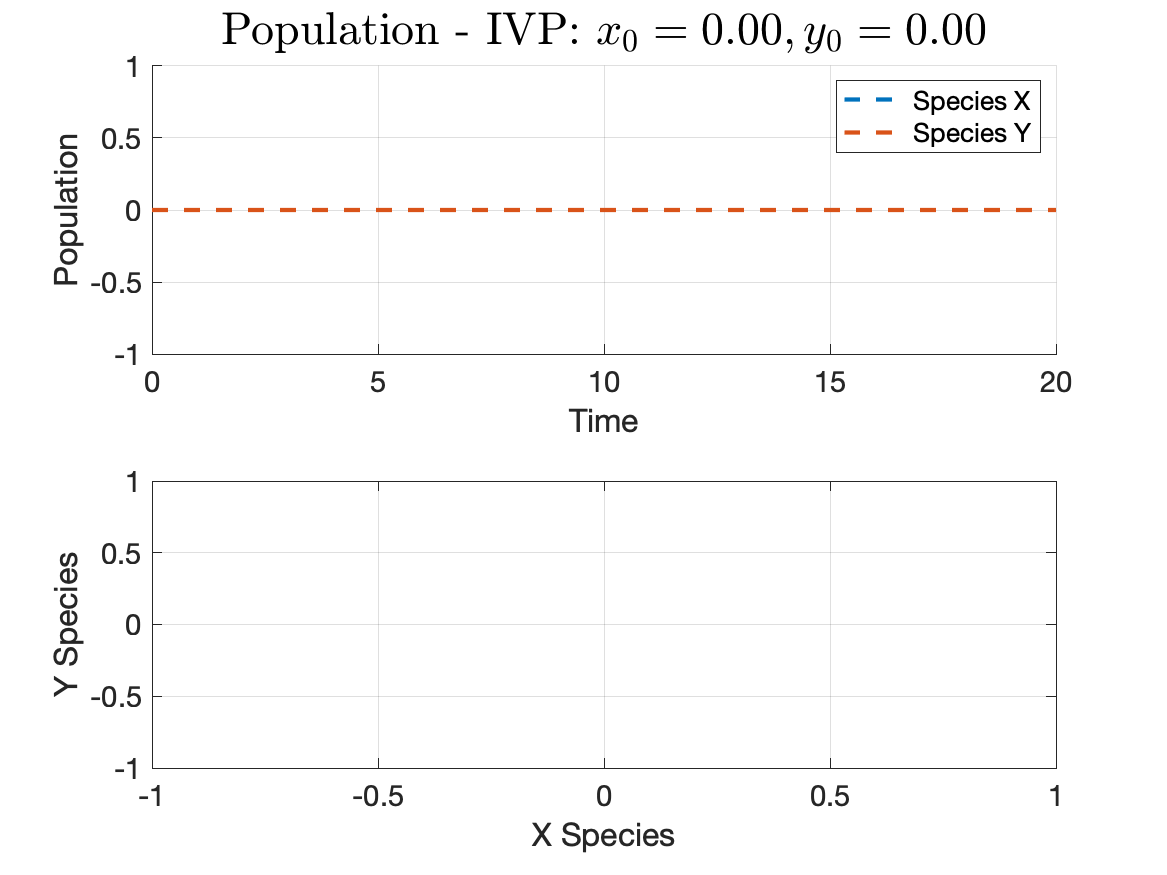 Population - IVP: x₀ = 0.00, y₀ = 0.00
1
0.5
0
-0.5
-1
Population
Species X
Species Y
0 5 10 15 20
Time
1
0.5
0
-0.5
-1
Y Species
-1 -0.5 0 0.5 1
X Species